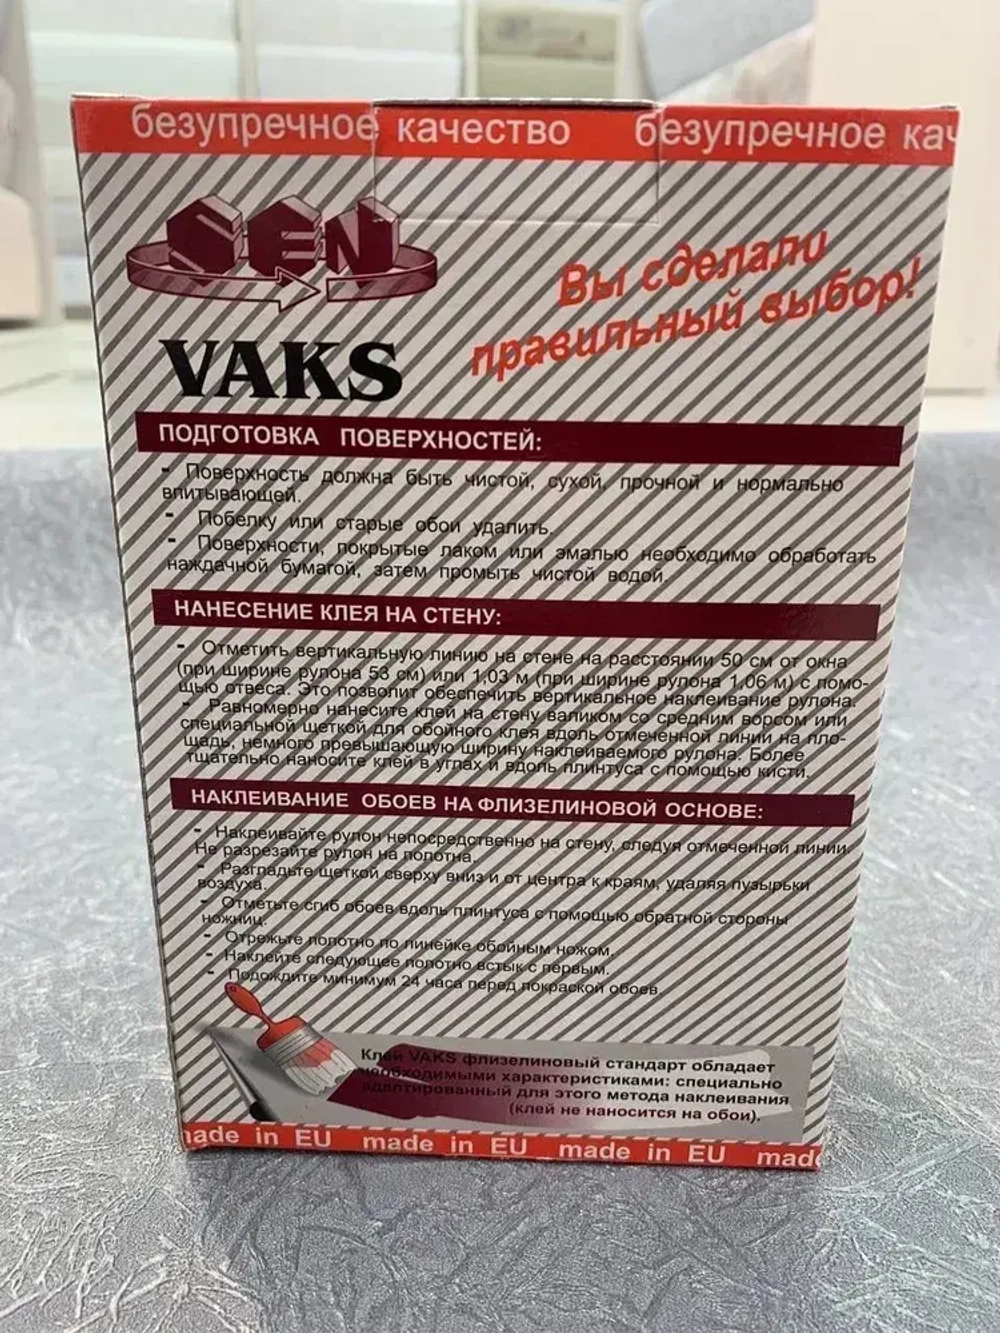 безупречное качество безупречное кач
SEN
Вы сделали
правильный выбор!
VAKS
ПОДГОТОВКА ПОВЕРХНОСТЕЙ:
- Поверхность должна быть чистой, сухой, прочной и нормально
впитывающей.
- Побелку или старые обои удалить.
- Поверхности, покрытые лаком или эмалью необходимо обработать
наждачной бумагой, затем промыть чистой водой.
НАНЕСЕНИЕ КЛЕЯ НА СТЕНУ:
- Отметить вертикальную линию на стене на расстоянии 50 см от окна
(при ширине рулона 53 см) или 1,03 м (при ширине рулона 1,06 м) с помо-
щью отвеса. Это позволит обеспечить вертикальное наклеивание рулона.
- Равномерно нанесите клей на стену валиком со средним ворсом или
специальной щеткой для обойного клея вдоль отмеченной линии на пло-
щадь, немного превышающую ширину наклеиваемого рулона. Более
тщательно наносите клей в углах и вдоль плинтуса с помощью кисти.
НАКЛЕИВАНИЕ ОБОЕВ НА ФЛИЗЕЛИНОВОЙ ОСНОВЕ:
- Наклеивайте рулон непосредственно на стену, следуя отмеченной линии.
Не разрезайте рулон на полотна.
- Разгладьте щеткой сверху вниз и от центра к краям, удаляя пузырьки
воздуха.
- Отметьте сгиб обоев вдоль плинтуса с помощью обратной стороны
ножниц.
- Отрежьте полотно по линейке обойным ножом.
- Наклейте следующее полотно встык с первым.
- Подождите минимум 24 часа перед покраской обоев.
Клей VAKS флизелиновый стандарт обладает
необходимыми характеристиками: специально
адаптированный для этого метода наклеивания
(клей не наносится на обои).
made in EU made in EU made in EU made